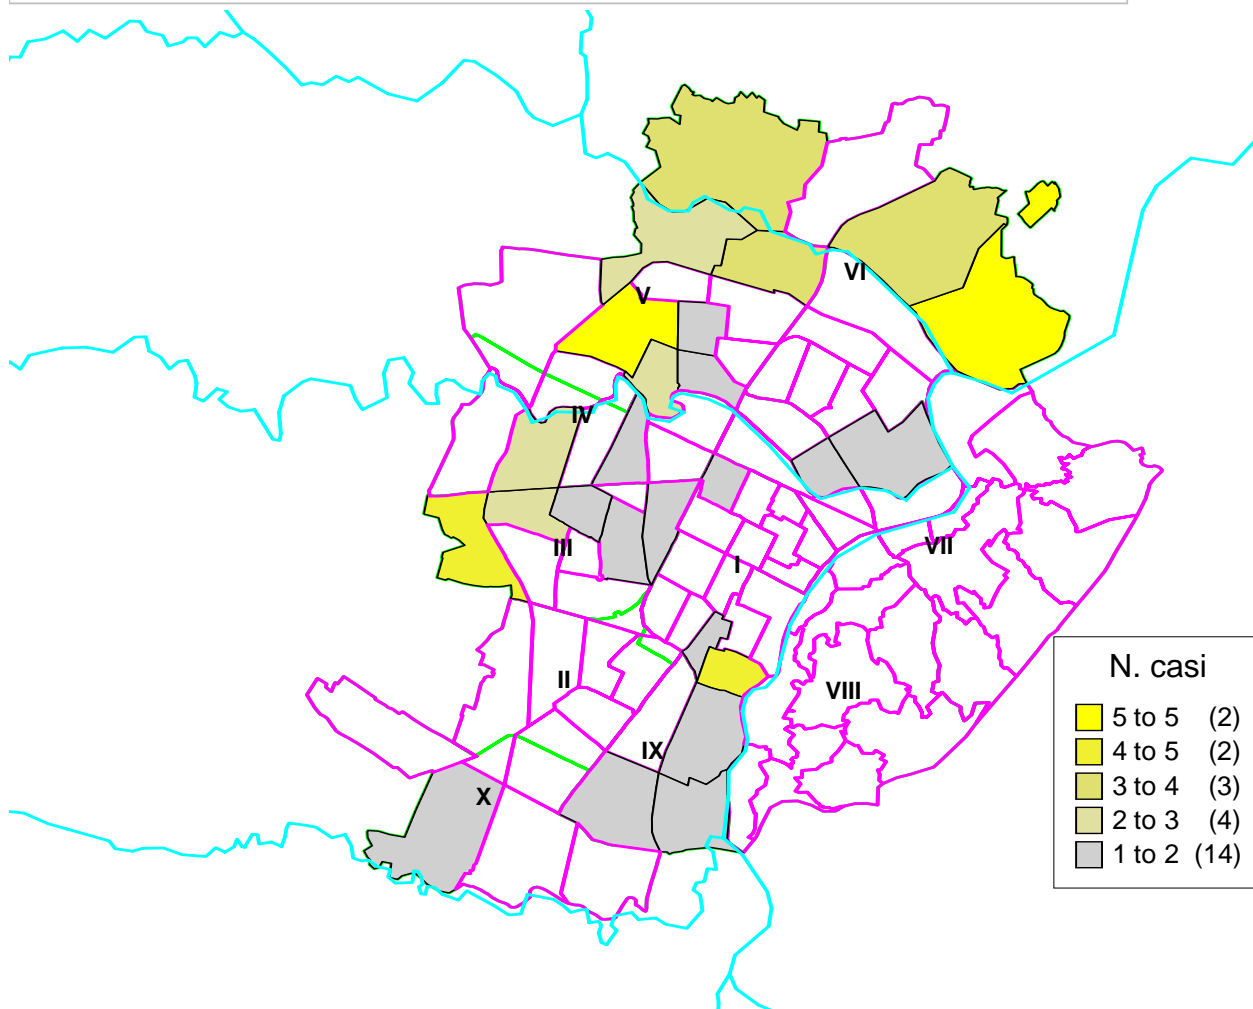 VI
V
IV
III
I
VII
II
VIII
IX
X
N. casi
5 to 5 (2)
4 to 5 (2)
3 to 4 (3)
2 to 3 (4)
1 to 2 (14)